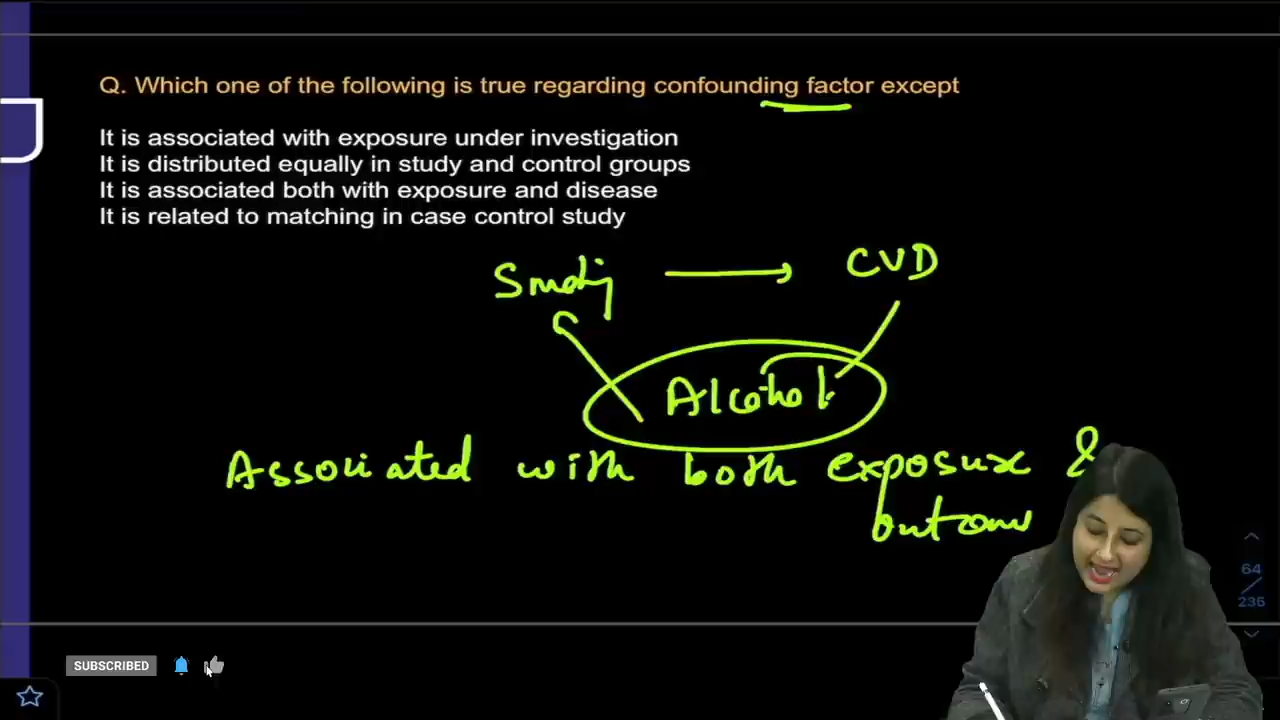 Q. Which one of the following is true regarding confounding factor except
It is associated with exposure under investigation
It is distributed equally in study and control groups
It is associated both with exposure and disease
It is related to matching in case control study
CVD
Alcohol
Associated with both exposure &
64
236
SUBSCRIBED